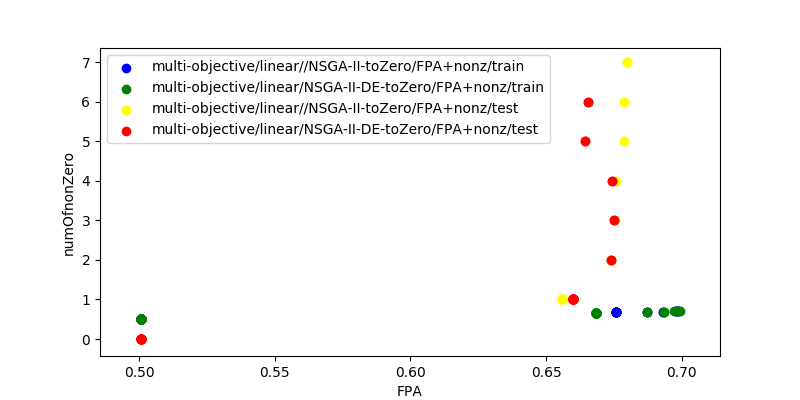 multi-objective/linear//NSGA-II-toZero/FPA+nonz/train
multi-objective/linear/NSGA-II-DE-toZero/FPA+nonz/train
multi-objective/linear//NSGA-II-toZero/FPA+nonz/test
multi-objective/linear/NSGA-II-DE-toZero/FPA+nonz/test
7
6
5
4
3
2
1
0
numOfnonZero
0.50 0.55 0.60 0.65 0.70
FPA